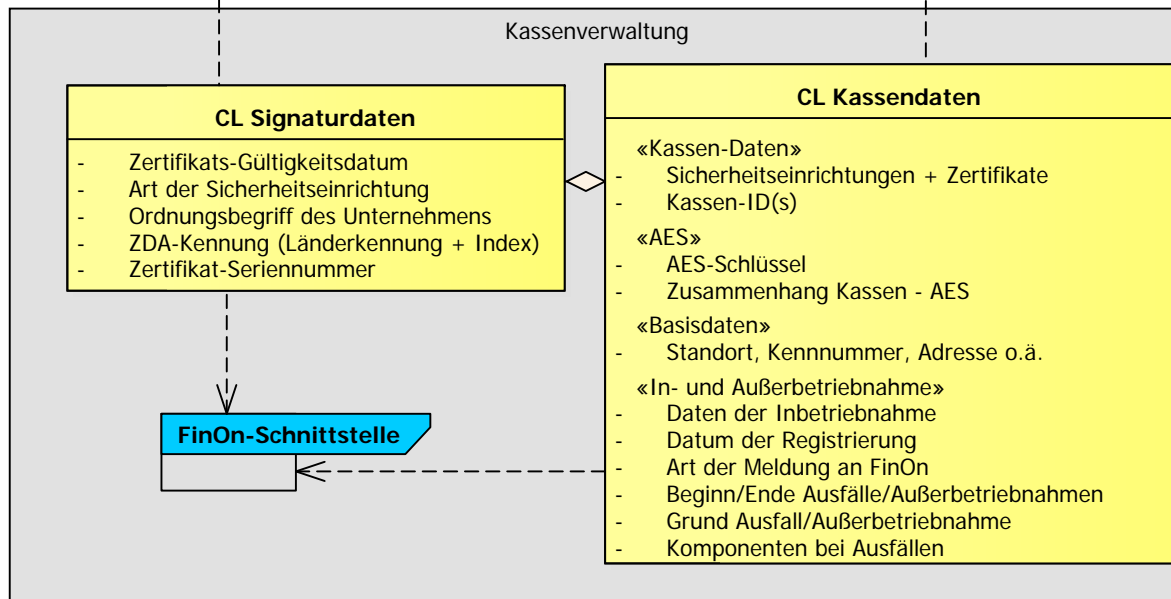 Kassenverwaltung
CL Signaturdaten
- Zertifikats-Gültigkeitsdatum
- Art der Sicherheitseinrichtung
- Ordnungsbegriff des Unternehmens
- ZDA-Kennung (Länderkennung + Index)
- Zertifikat-Seriennummer
CL Kassendaten
«Kassen-Daten»
- Sicherheitseinrichtungen + Zertifikate
- Kassen-ID(s)
«AES»
- AES-Schlüssel
- Zusammenhang Kassen - AES
«Basisdaten»
- Standort, Kennnummer, Adresse o.ä.
«In- und Außerbetriebnahme»
- Daten der Inbetriebnahme
- Datum der Registrierung
- Art der Meldung an FinOn
- Beginn/Ende Ausfälle/Außerbetriebnahmen
- Grund Ausfall/Außerbetriebnahme
- Komponenten bei Ausfällen
FinOn-Schnittstelle